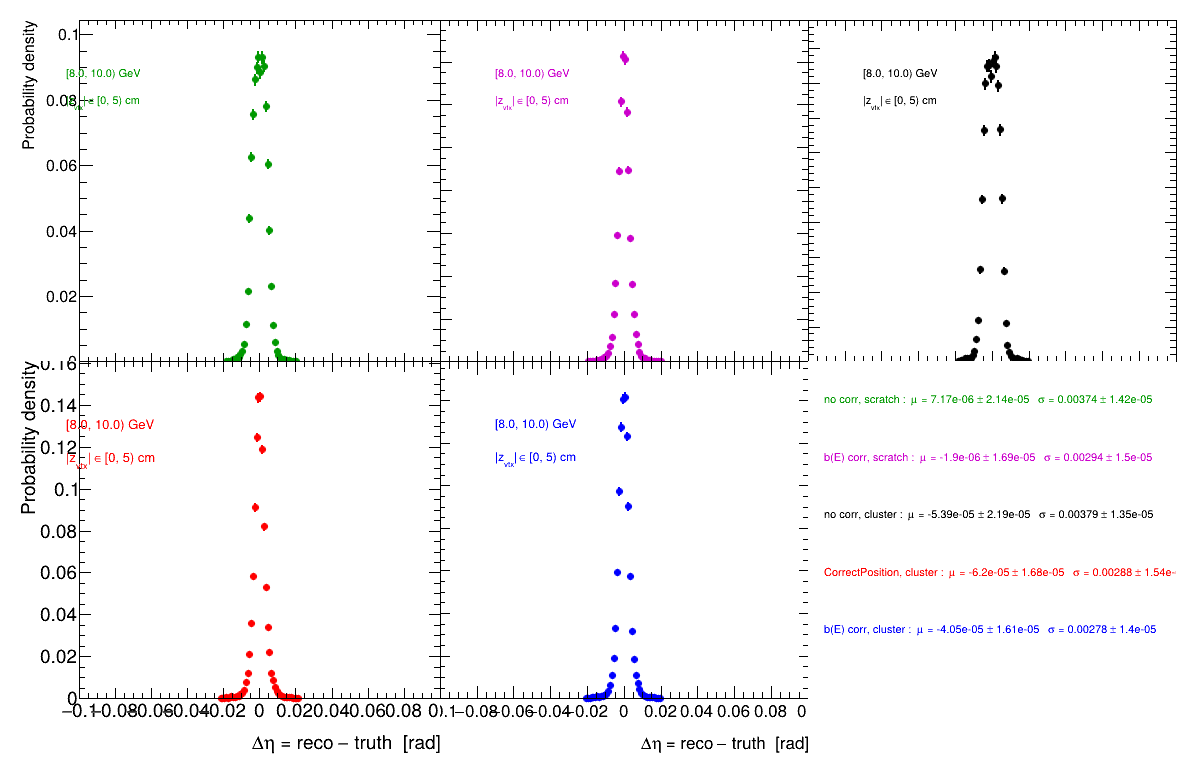 Probability density
0.1
0.08
0.06
0.04
0.02
0
[8.0, 10.0) GeV
|z_vtx| ∈ [0, 5) cm
[8.0, 10.0) GeV
|z_vtx| ∈ [0, 5) cm
[8.0, 10.0) GeV
|z_vtx| ∈ [0, 5) cm
Probability density
0.16
0.14
0.12
0.1
0.08
0.06
0.04
0.02
0
[8.0, 10.0) GeV
|z_vtx| ∈ [0, 5) cm
−0.1 −0.08 −0.06 −0.04 −0.02 0 0.02 0.04 0.06 0.08 0.1
Δη = reco − truth [rad]
[8.0, 10.0) GeV
|z_vtx| ∈ [0, 5) cm
−0.08 −0.06 −0.04 −0.02 0 0.02 0.04 0.06 0.08 0
Δη = reco − truth [rad]
no corr, scratch : μ = 7.17e-06 ± 2.14e-05 σ = 0.00374 ± 1.42e-05
b(E) corr, scratch : μ = -1.9e-06 ± 1.69e-05 σ = 0.00294 ± 1.5e-05
no corr, cluster : μ = -5.39e-05 ± 2.19e-05 σ = 0.00379 ± 1.35e-05
CorrectPosition, cluster : μ = -6.2e-05 ± 1.68e-05 σ = 0.00288 ± 1.54e-
b(E) corr, cluster : μ = -4.05e-05 ± 1.61e-05 σ = 0.00278 ± 1.4e-05